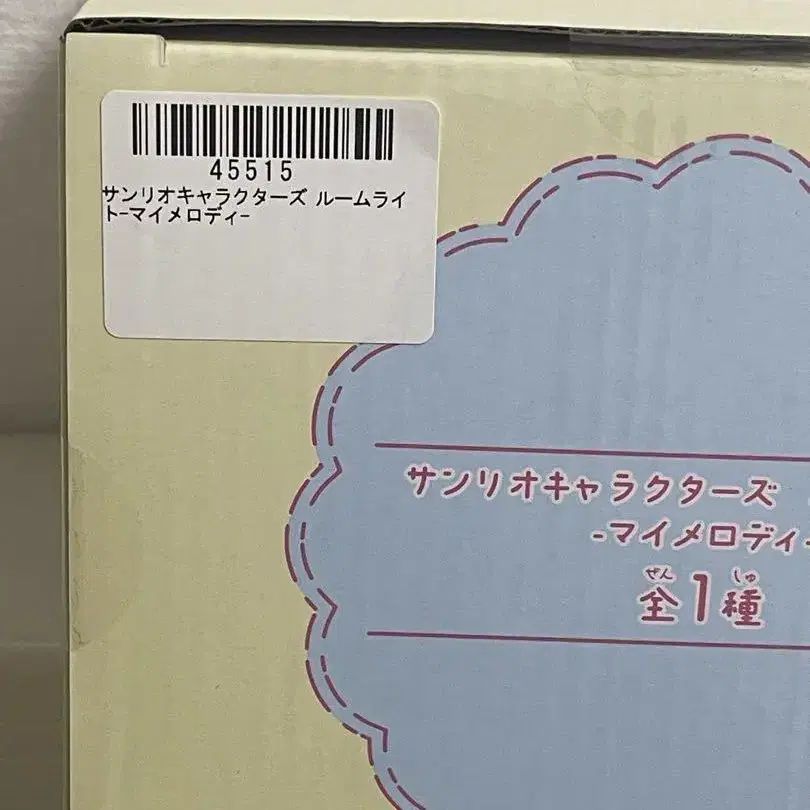 45515
サンリオキャラクターズ ルームライ
ト-マイメロディ-
サンリオキャラクターズ
-マイメロディ-
ぜん しゅ
全1種